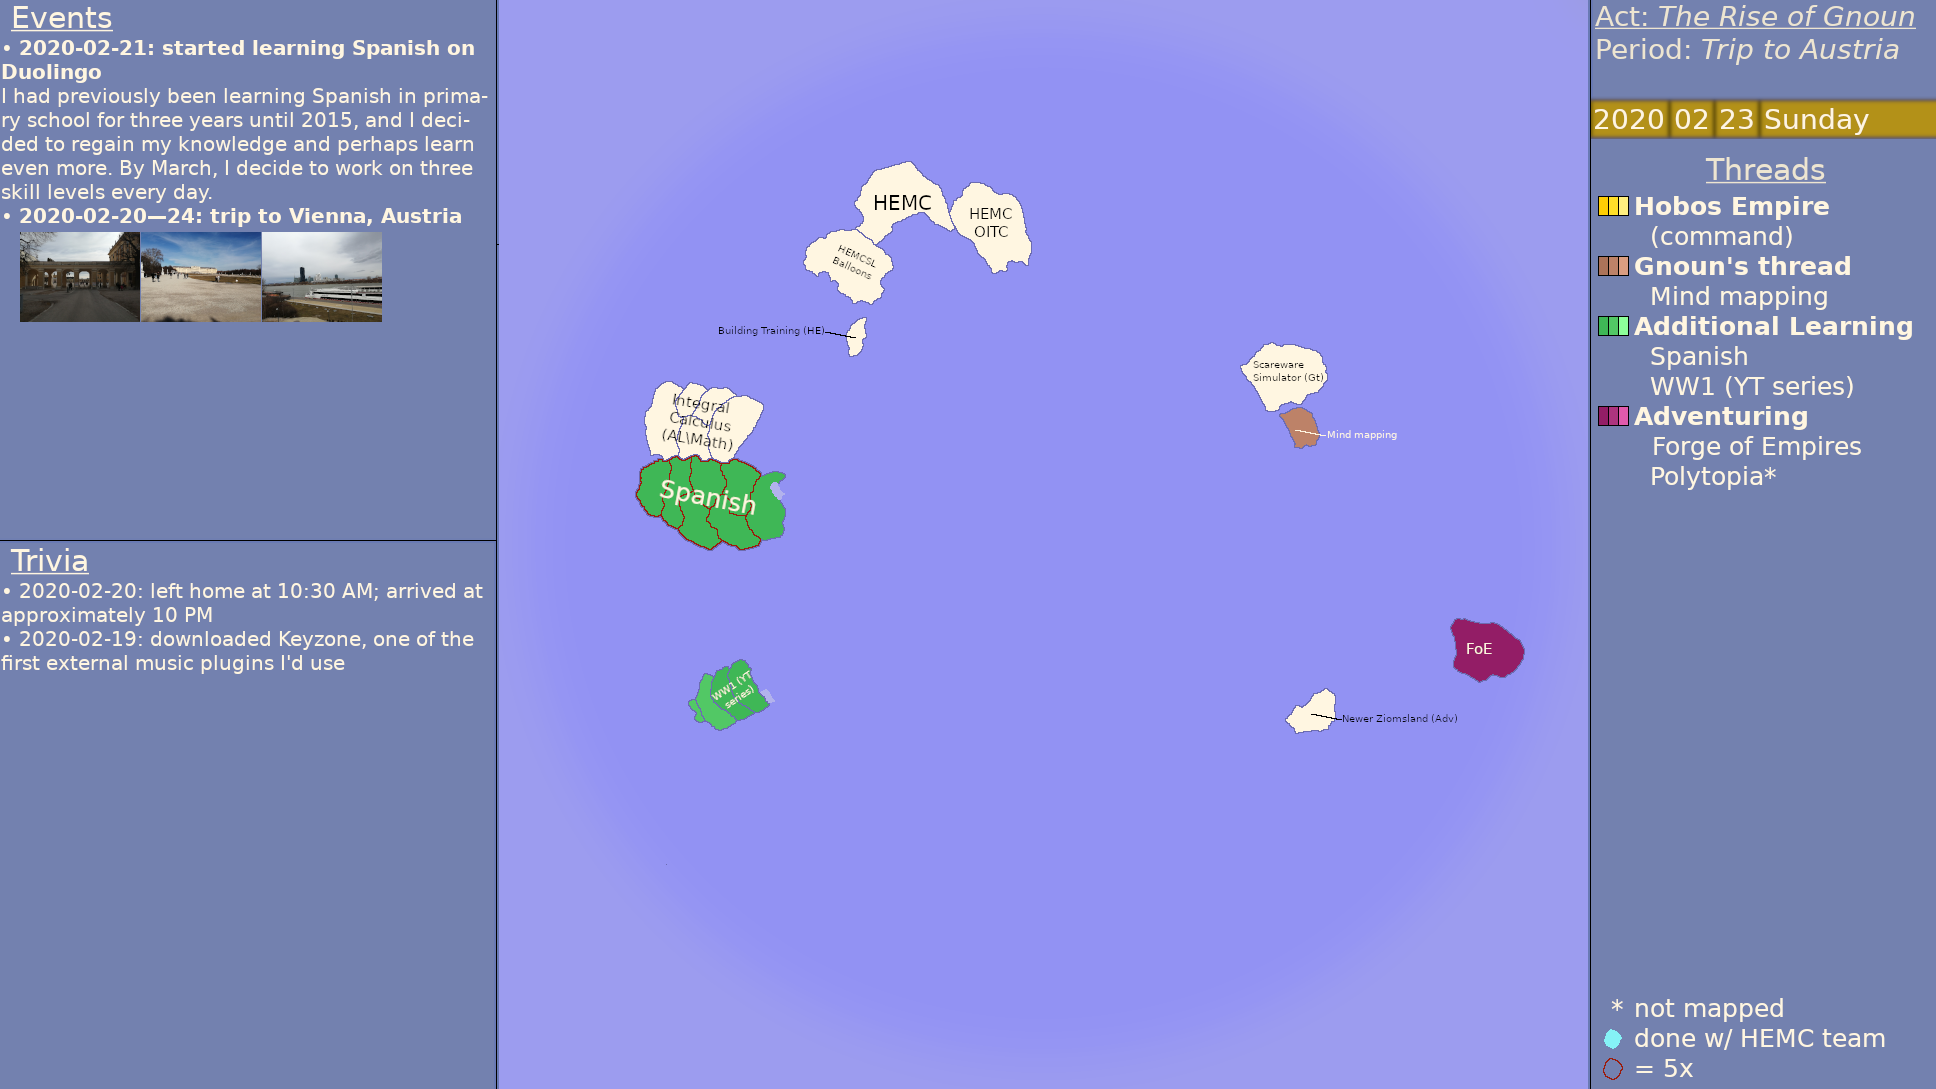 Events
• 2020-02-21: started learning Spanish on
Duolingo
I had previously been learning Spanish in prima-
ry school for three years until 2015, and I deci-
ded to regain my knowledge and perhaps learn
even more. By March, I decide to work on three
skill levels every day.
• 2020-02-20—24: trip to Vienna, Austria
Trivia
• 2020-02-20: left home at 10:30 AM; arrived at
approximately 10 PM
• 2020-02-19: downloaded Keyzone, one of the
first external music plugins I'd use
HEMC
HEMC
OITC
HEMCSL
Balloons
Building Training (HE)
Integral
Calculus
(AL\Math)
Spanish
WW1 (YT
series)
Scareware
Simulator (Gt)
Mind mapping
FoE
Newer Ziomsland (Adv)
Act: The Rise of Gnoun
Period: Trip to Austria
2020 02 23 Sunday
Threads
Hobos Empire
(command)
Gnoun's thread
Mind mapping
Additional Learning
Spanish
WW1 (YT series)
Adventuring
Forge of Empires
Polytopia*
* not mapped
done w/ HEMC team
= 5x